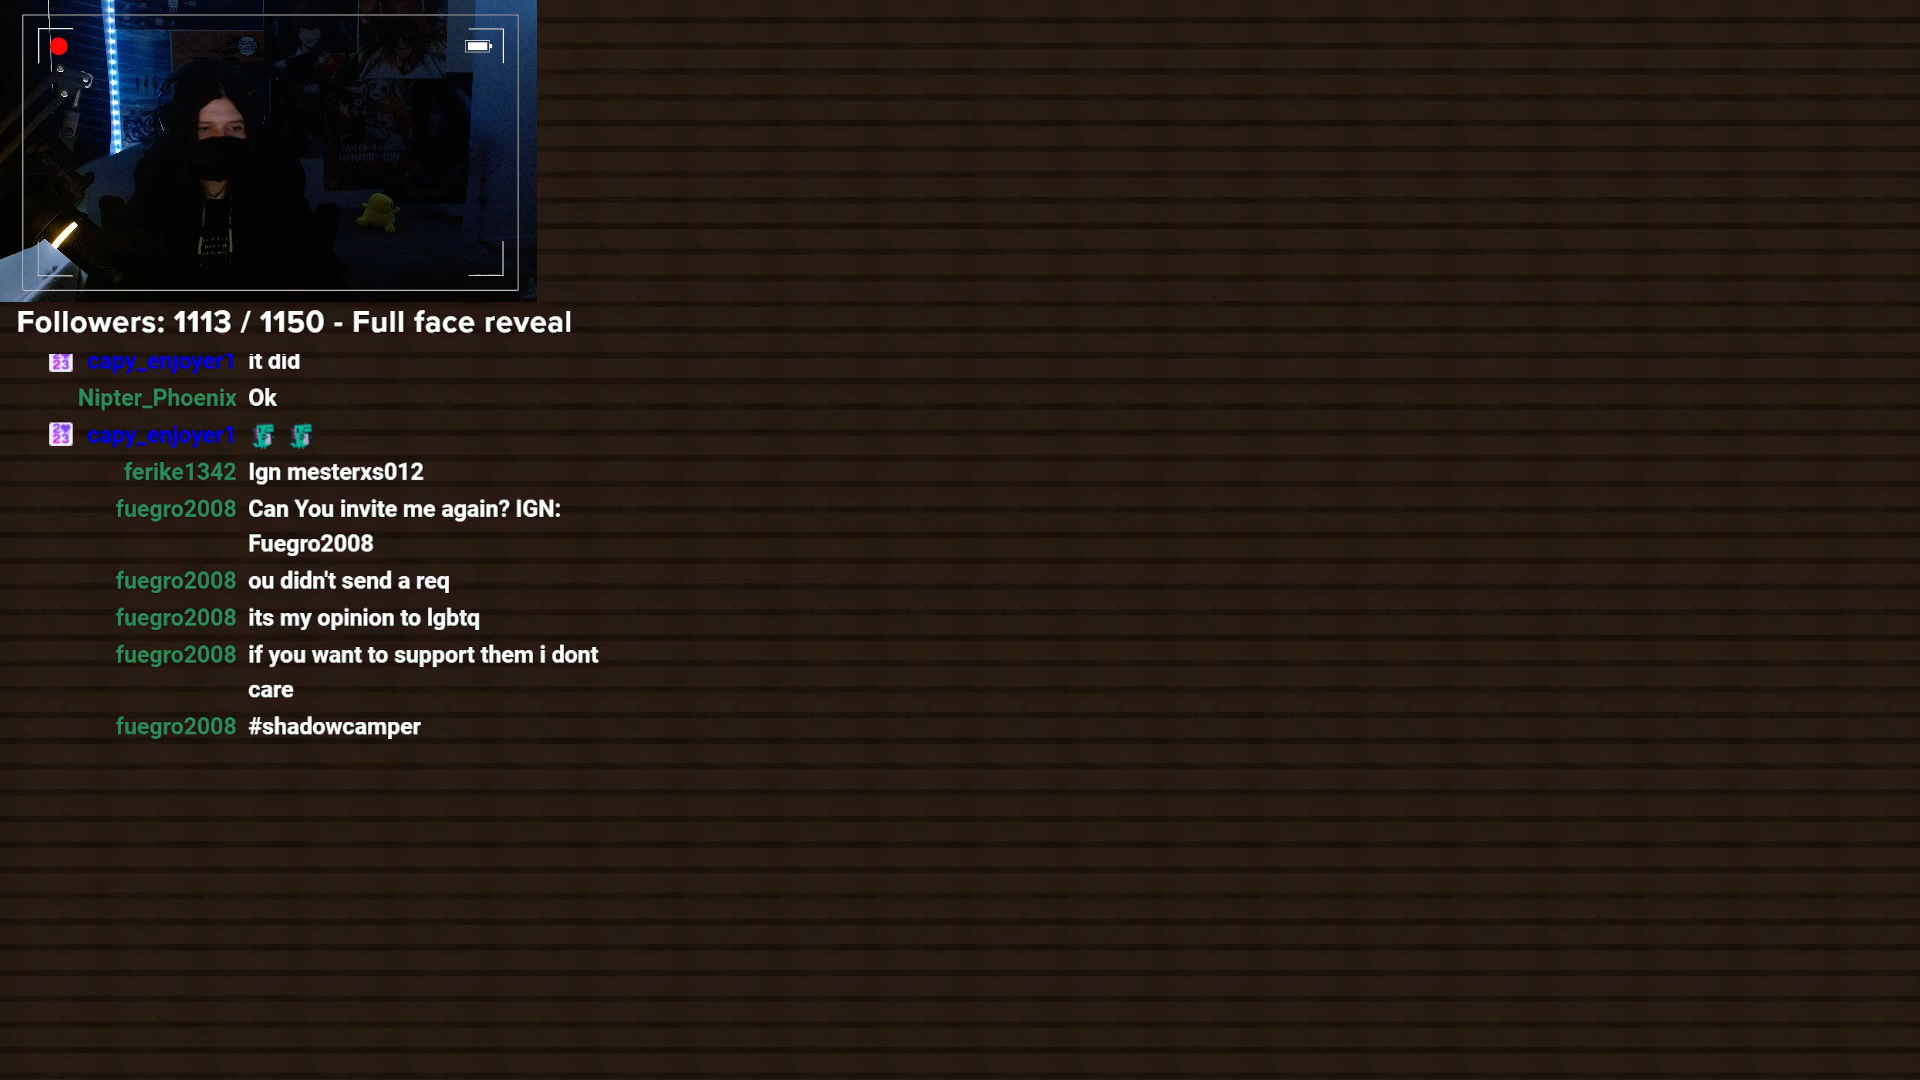 Followers: 1113 / 1150 - Full face reveal
capy_enjoyer1 it did
Nipter_Phoenix Ok
capy_enjoyer1
ferike1342 Ign mesterxs012
fuegro2008 Can You invite me again? IGN:
Fuegro2008
fuegro2008 ou didn't send a req
fuegro2008 its my opinion to lgbtq
fuegro2008 if you want to support them i dont
care
fuegro2008 #shadowcamper